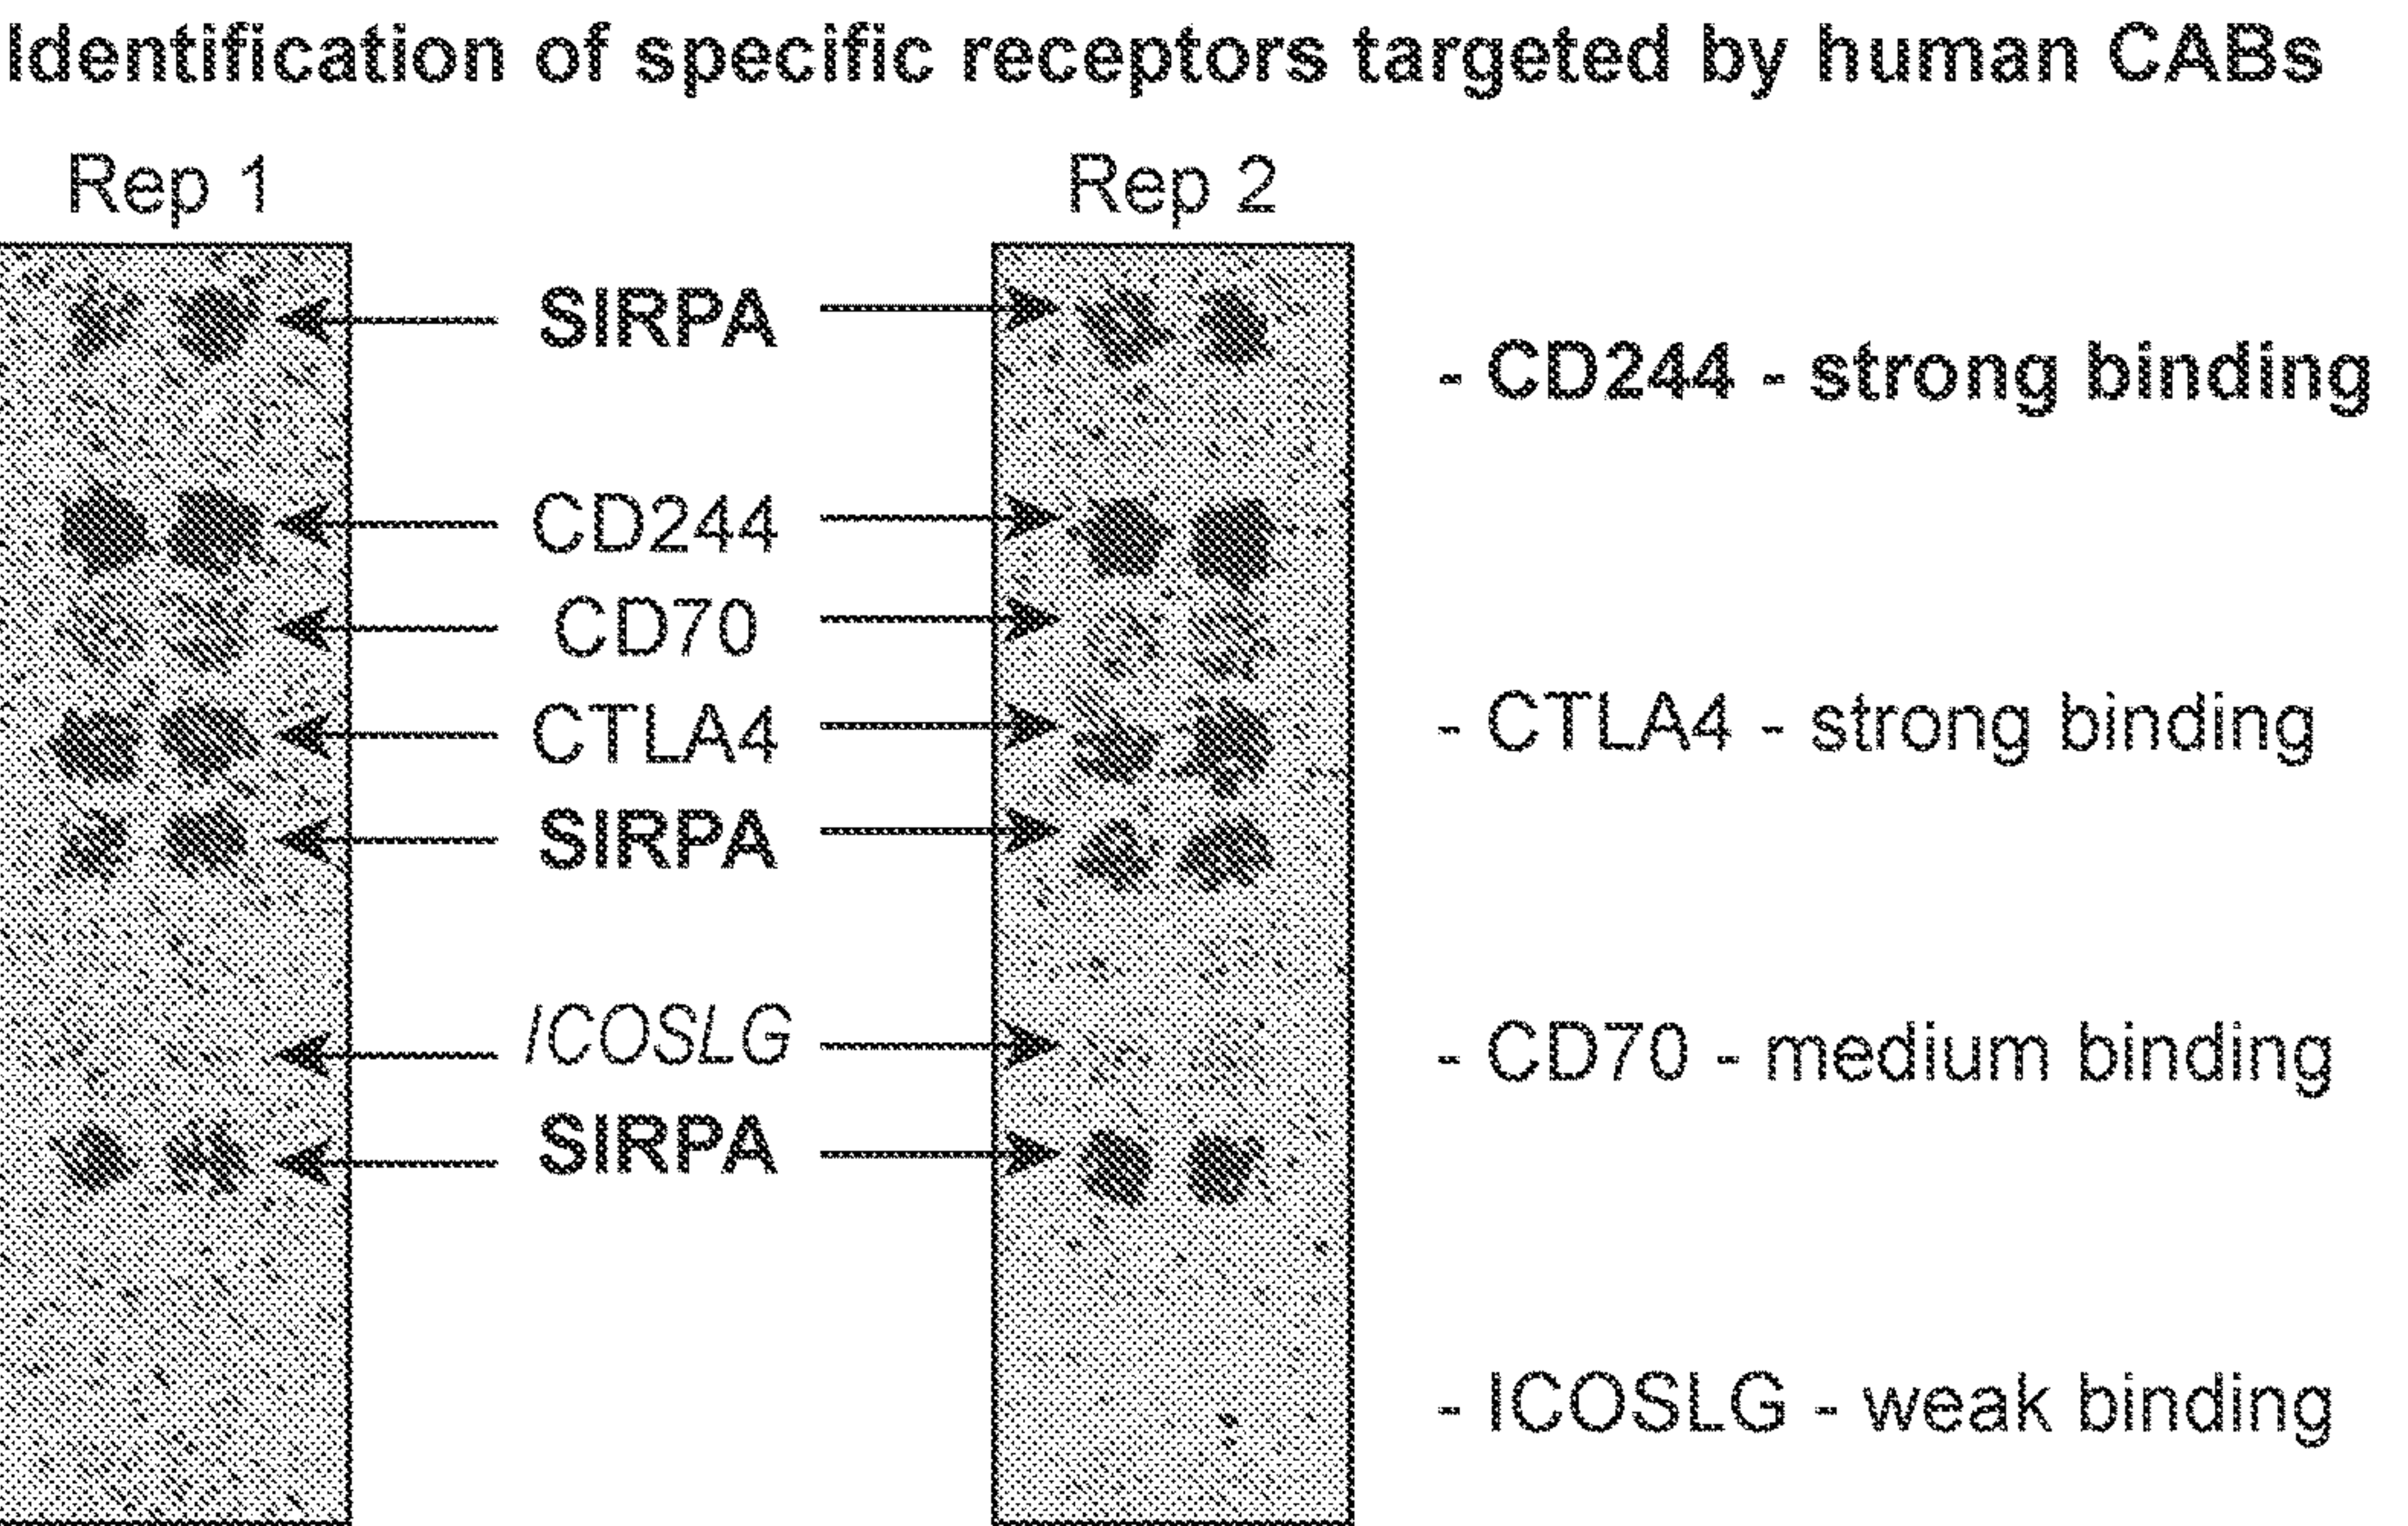 Identification of specific receptors targeted by human CABs
Rep 1
Rep 2
SIRPA
CD244
CD70
CTLA4
SIRPA
ICOSLG
SIRPA
- CD244 - strong binding
- CTLA4 - strong binding
- CD70 - medium binding
- ICOSLG - weak binding